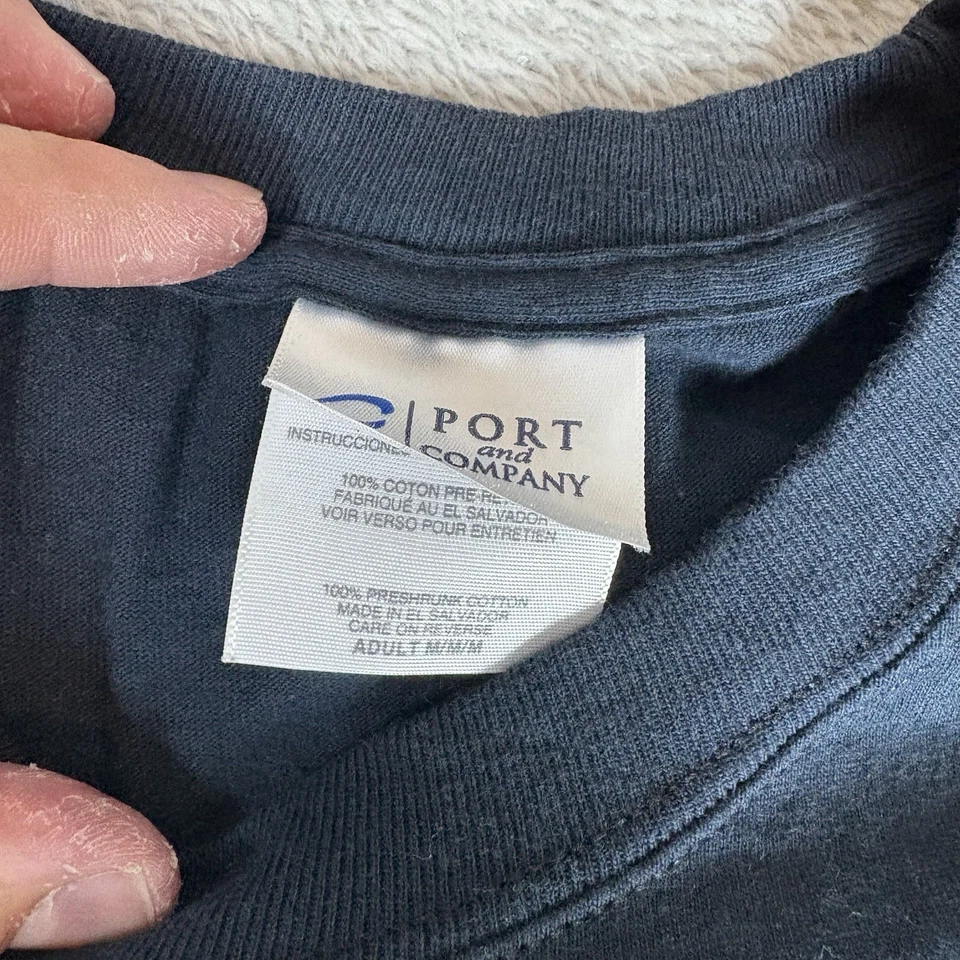 PORT
and
COMPANY
INSTRUCCIONES
100% COTON PRE-RET
FABRIQUÉ AU EL SALVADOR
VOIR VERSO POUR ENTRETIEN
100% PRESHRUNK COTTON
MADE IN EL SALVADOR
CARE ON REVERSE
ADULT M/M/M